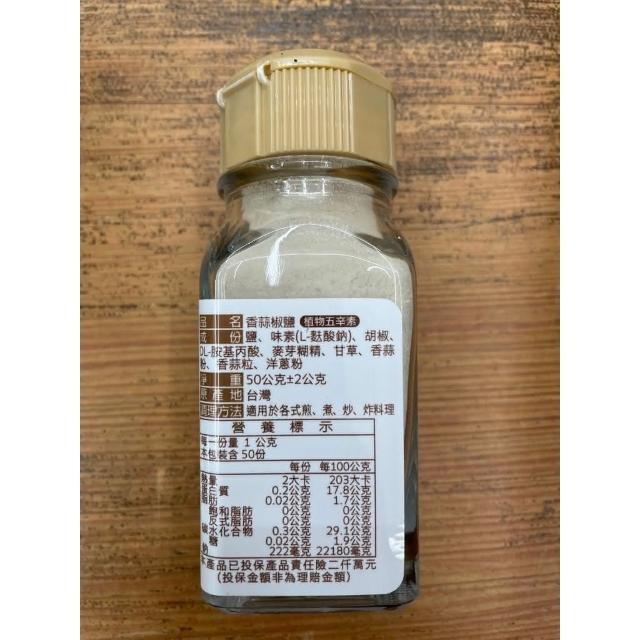 品 名 香蒜椒鹽 植物五辛素
成 份 鹽、味素(L-麩酸鈉)、胡椒、
DL-胺基丙酸、麥芽糊精、甘草、香蒜
粉、香蒜粒、洋蔥粉
淨 重 50公克±2公克
原產地 台灣
調理方法 適用於各式煎、煮、炒、炸料理
營養標示
每一份量 1 公克
本包裝含 50份
每份 每100公克
熱量 2大卡 203大卡
蛋白質 0.2公克 17.8公克
脂肪 0.02公克 1.7公克
飽和脂肪 0公克 0公克
反式脂肪 0公克 0公克
碳水化合物 0.3公克 29.1公克
糖 0.02公克 1.9公克
鈉 222毫克 22180毫克
本產品已投保產品責任險二仟萬元
(投保金額非為理賠金額)